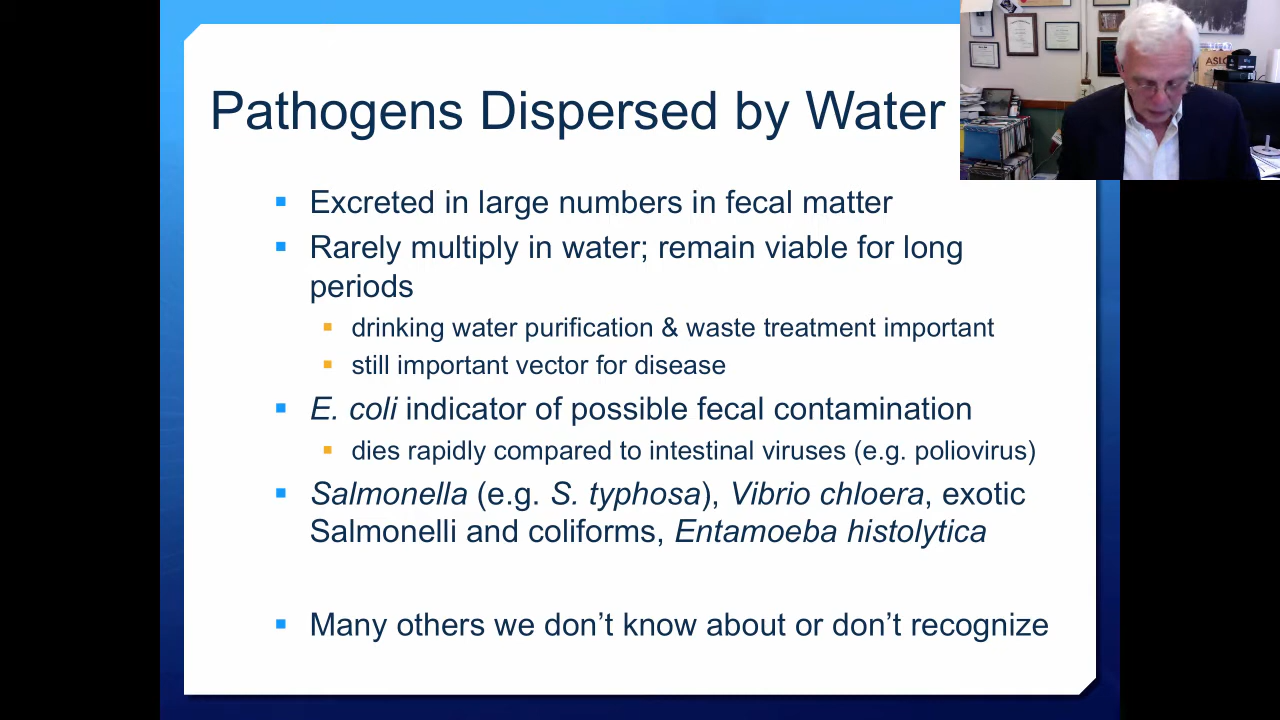 Pathogens Dispersed by Water
Excreted in large numbers in fecal matter
Rarely multiply in water; remain viable for long
periods
drinking water purification & waste treatment important
still important vector for disease
E. coli indicator of possible fecal contamination
dies rapidly compared to intestinal viruses (e.g. poliovirus)
Salmonella (e.g. S. typhosa), Vibrio chloera, exotic
Salmonelli and coliforms, Entamoeba histolytica
Many others we don’t know about or don’t recognize